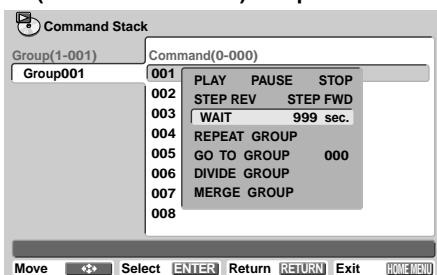 Command Stack
Group(1-001) Command(0-000)
Group001
001
002
003
004
005
006
007
008
PLAY PAUSE STOP
STEP REV STEP FWD
WAIT 999 sec.
REPEAT GROUP
GO TO GROUP 000
DIVIDE GROUP
MERGE GROUP
Move Select ENTER Return RETURN Exit HOME MENU